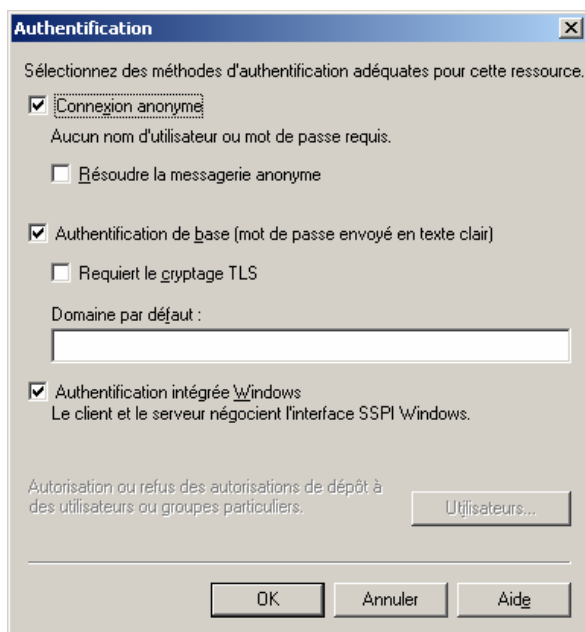 Authentification
Sélectionnez des méthodes d'authentification adéquates pour cette ressource.
Connexion anonyme
Aucun nom d'utilisateur ou mot de passe requis.
Résoudre la messagerie anonyme
Authentification de base (mot de passe envoyé en texte clair)
Requiert le cryptage TLS
Domaine par défaut :
Authentification intégrée Windows
Le client et le serveur négocient l'interface SSPI Windows.
Autorisation ou refus des autorisations de dépôt à
des utilisateurs ou groupes particuliers.
Utilisateurs...
OK Annuler Aide